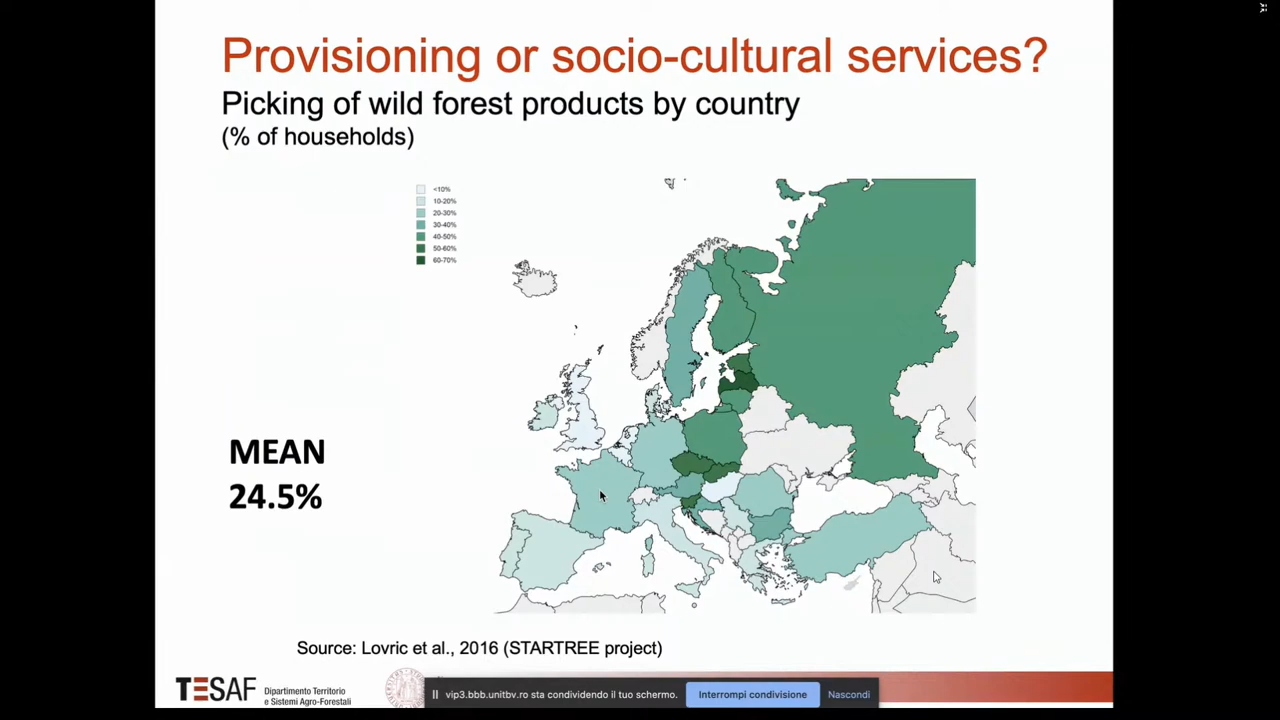 Provisioning or socio-cultural services?
Picking of wild forest products by country
(% of households)
<10%
10-20%
20-30%
30-40%
40-50%
50-60%
60-70%
MEAN
24.5%
Source: Lovric et al., 2016 (STARTREE project)
TESAF
Dipartimento Territorio
e Sistemi Agro-Forestali
vip3.bbb.unitbv.ro sta condividendo il tuo schermo.
Interrompi condivisione
Nascondi